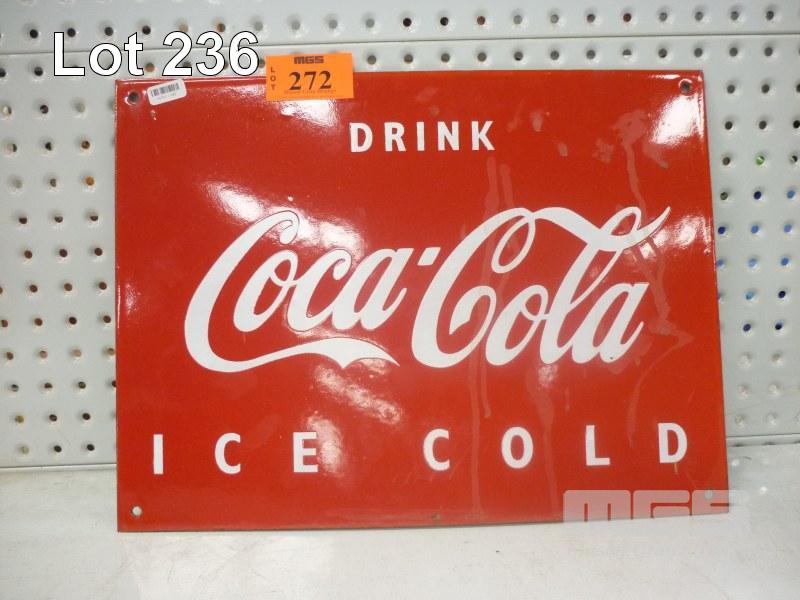 Lot 236
MGS
LOT
272
DRINK
Coca-Cola
ICE COLD
MGS